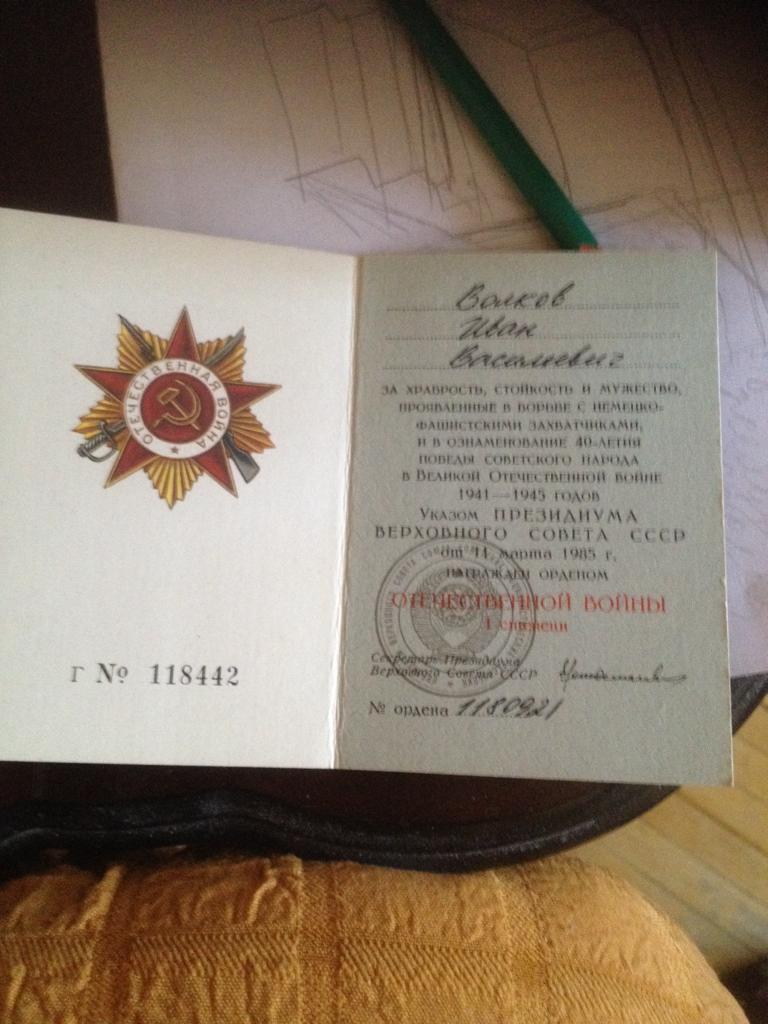 ОТЕЧЕСТВЕННАЯ ВОЙНА
Г № 118442
Волков
Иван
Васильевич
ЗА ХРАБРОСТЬ, СТОЙКОСТЬ И МУЖЕСТВО,
ПРОЯВЛЕННЫЕ В БОРЬБЕ С НЕМЕЦКО-
ФАШИСТСКИМИ ЗАХВАТЧИКАМИ,
И В ОЗНАМЕНОВАНИЕ 40-ЛЕТИЯ
ПОБЕДЫ СОВЕТСКОГО НАРОДА
В ВЕЛИКОЙ ОТЕЧЕСТВЕННОЙ ВОЙНЕ
1941—1945 ГОДОВ
УКАЗОМ ПРЕЗИДИУМА
ВЕРХОВНОГО СОВЕТА СССР
от 11 марта 1985 г.
НАГРАЖДЕН ОРДЕНОМ
ОТЕЧЕСТВЕННОЙ ВОЙНЫ
I степени
Секретарь Президиума
Верховного Совета СССР
№ ордена 1180921